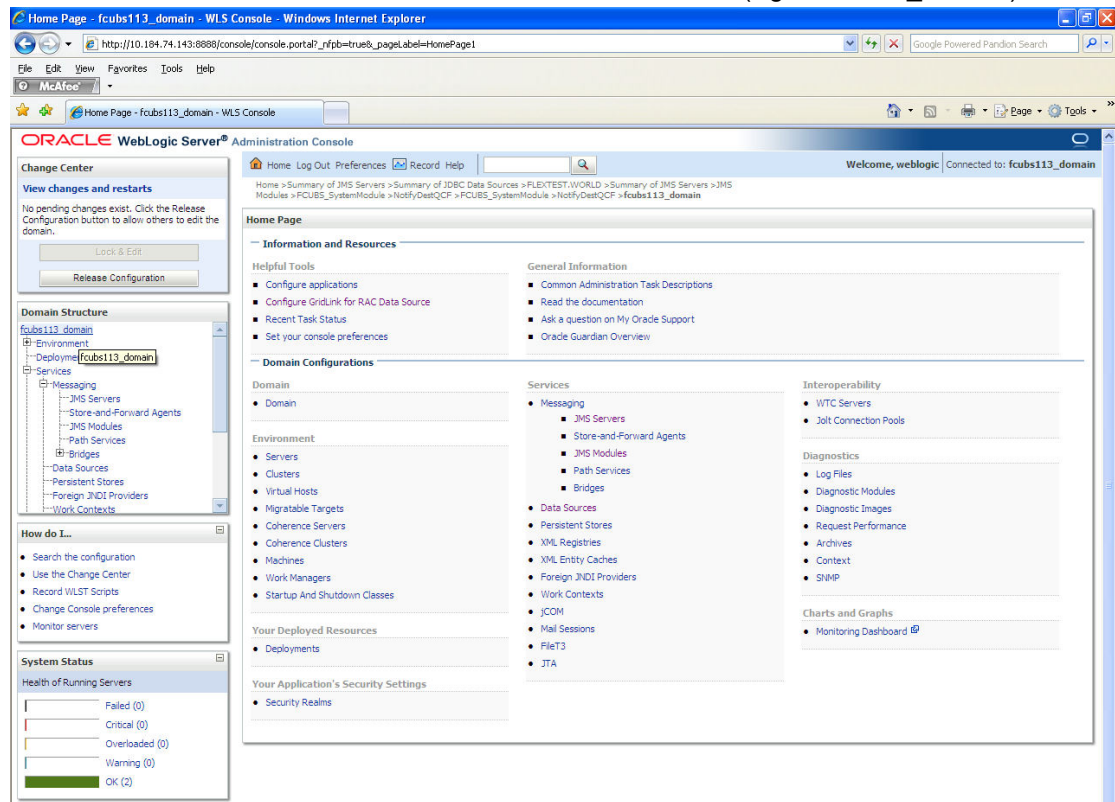 Home Page - fcubs113_domain - WLS Console - Windows Internet Explorer
http://10.184.74.143:8888/console/console.portal?_nfpb=true&_pageLabel=HomePage1
Google Powered Pandion Search
File Edit View Favorites Tools Help
McAfee
Home Page - fcubs113_domain - WLS Console
Page Tools
ORACLE WebLogic Server® Administration Console
Change Center
View changes and restarts
No pending changes exist. Click the Release
Configuration button to allow others to edit the
domain.
Lock & Edit
Release Configuration
Domain Structure
fcubs113_domain
Environment
Deployme
fcubs113_domain
Services
Messaging
JMS Servers
Store-and-Forward Agents
JMS Modules
Path Services
Bridges
Data Sources
Persistent Stores
Foreign JNDI Providers
Work Contexts
How do I...
Search the configuration
Use the Change Center
Record WLST Scripts
Change Console preferences
Monitor servers
System Status
Health of Running Servers
Failed (0)
Critical (0)
Overloaded (0)
Warning (0)
OK (2)
Home Log Out Preferences Record Help
Welcome, weblogic Connected to: fcubs113_domain
Home >Summary of JMS Servers >Summary of JDBC Data Sources >FLEXTEST.WORLD >Summary of JMS Servers >JMS
Modules >FCUBS_SystemModule >NotifyDestQCF >FCUBS_SystemModule >NotifyDestQCF >fcubs113_domain
Home Page
Information and Resources
Helpful Tools
Configure applications
Configure GridLink for RAC Data Source
Recent Task Status
Set your console preferences
General Information
Common Administration Task Descriptions
Read the documentation
Ask a question on My Oracle Support
Oracle Guardian Overview
Domain Configurations
Domain
Domain
Environment
Servers
Clusters
Virtual Hosts
Migratable Targets
Coherence Servers
Coherence Clusters
Machines
Work Managers
Startup And Shutdown Classes
Your Deployed Resources
Deployments
Your Application's Security Settings
Security Realms
Services
Messaging
JMS Servers
Store-and-Forward Agents
JMS Modules
Path Services
Bridges
Data Sources
Persistent Stores
XML Registries
XML Entity Caches
Foreign JNDI Providers
Work Contexts
jCOM
Mail Sessions
FileT3
JTA
Interoperability
WTC Servers
Jolt Connection Pools
Diagnostics
Log Files
Diagnostic Modules
Diagnostic Images
Request Performance
Archives
Context
SNMP
Charts and Graphs
Monitoring Dashboard